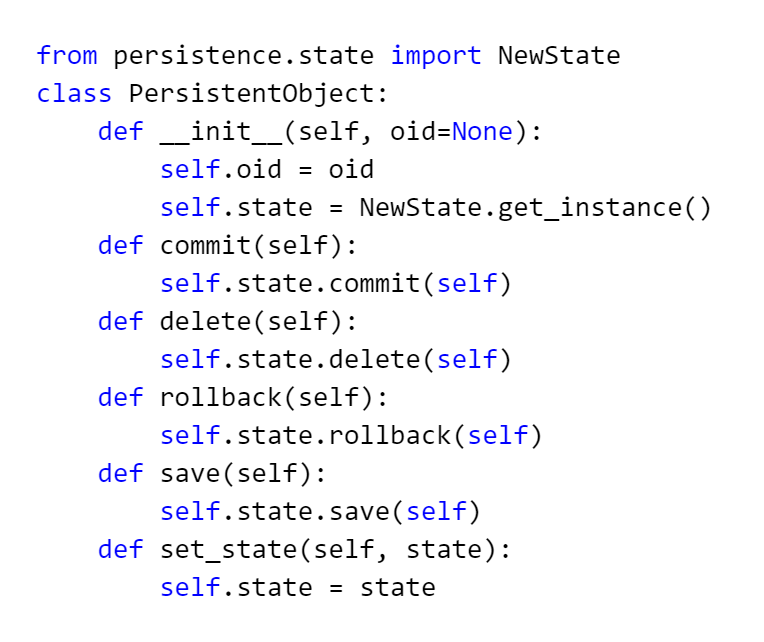 from persistence.state import NewState
class PersistentObject:
    def __init__(self, oid=None):
        self.oid = oid
        self.state = NewState.get_instance()
    def commit(self):
        self.state.commit(self)
    def delete(self):
        self.state.delete(self)
    def rollback(self):
        self.state.rollback(self)
    def save(self):
        self.state.save(self)
    def set_state(self, state):
        self.state = state